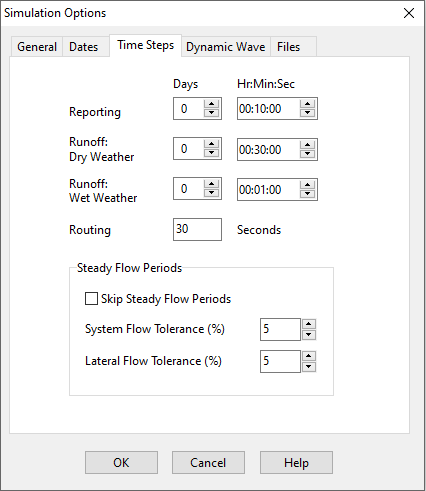 Simulation Options
General Dates Time Steps Dynamic Wave Files
Days Hr:Min:Sec
Reporting 0 00:10:00
Runoff:
Dry Weather 0 00:30:00
Runoff:
Wet Weather 0 00:01:00
Routing 30 Seconds
Steady Flow Periods
Skip Steady Flow Periods
System Flow Tolerance (%) 5
Lateral Flow Tolerance (%) 5
OK Cancel Help